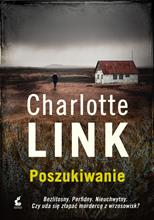 Charlotte
LINK
Poszukiwanie
Bezlitosny. Perfidny. Nieuchwytny.
Czy uda się złapać mordercę z wrzosowisk?